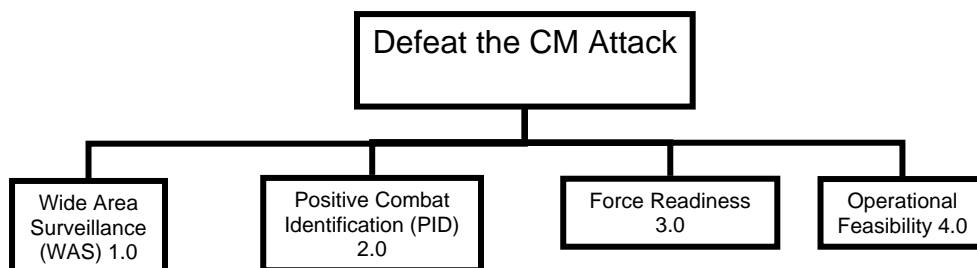 Defeat the CM Attack
Wide Area
Surveillance
(WAS) 1.0
Positive Combat
Identification (PID)
2.0
Force Readiness
3.0
Operational
Feasibility 4.0